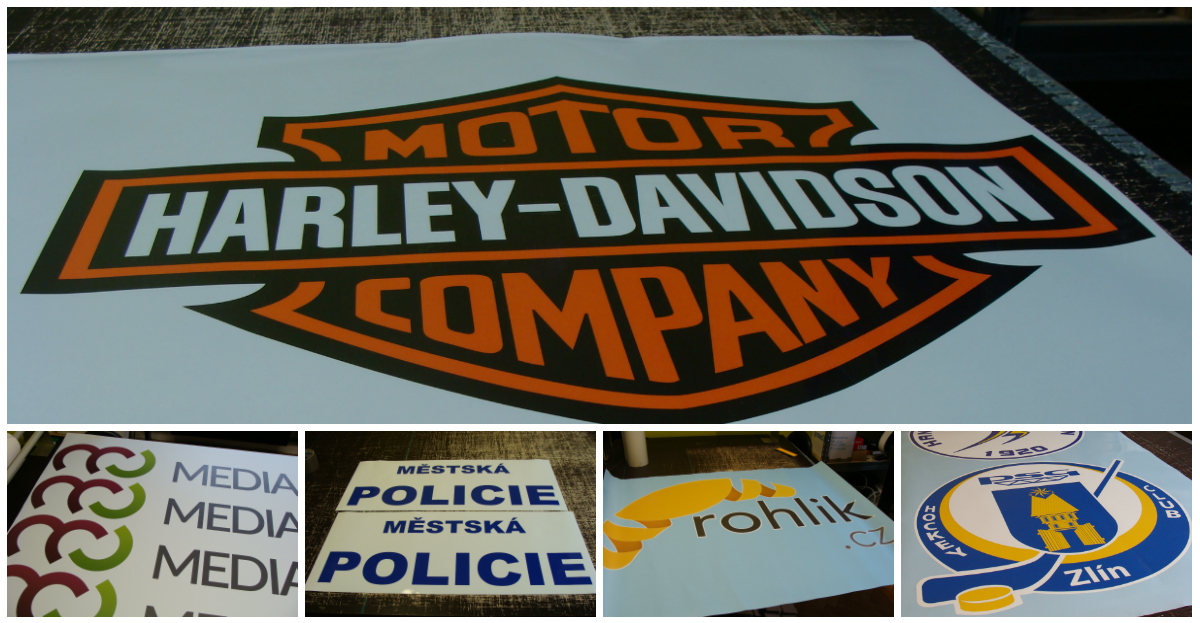 MOTOR
HARLEY-DAVIDSON
COMPANY
MEDIA
MEDIA
MEDIA
MĚSTSKÁ
POLICIE
MĚSTSKÁ
POLICIE
rohlik
.cz
1920
PSG
HOCKEY CLUB
Zlín